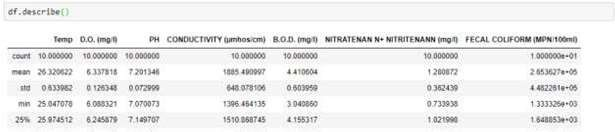 df.describe()
Temp D.O. (mg/l) PH CONDUCTIVITY (µmhos/cm) B.O.D. (mg/l) NITRATENAN N+ NITRITENANN (mg/l) FECAL COLIFORM (MPN/100ml)
count 10.000000 10.000000 10.000000 10.000000 10.000000 10.000000 1.000000e+01
mean 26.320622 6.337818 7.201346 1885.490997 4.410604 1.280872 2.653627e+05
std 0.633982 0.126348 0.072999 648.078106 0.603959 0.362439 4.482261e+05
min 25.047078 6.088321 7.070073 1396.464135 3.040860 0.733938 1.333326e+03
25% 25.974512 6.245879 7.149707 1510.868745 4.155317 1.021998 1.648853e+03